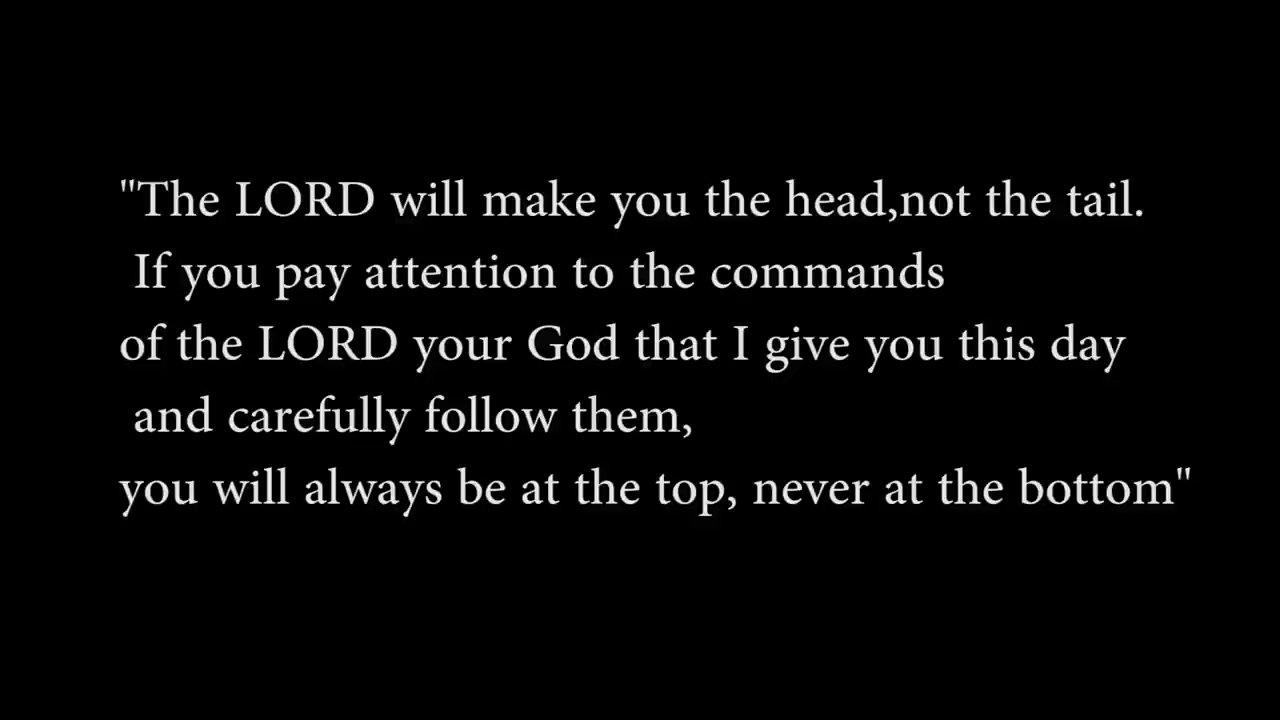 "The LORD will make you the head,not the tail.
If you pay attention to the commands
of the LORD your God that I give you this day
and carefully follow them,
you will always be at the top, never at the bottom"